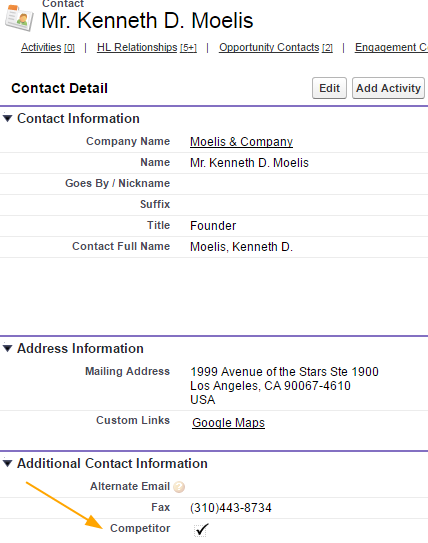 Contact
Mr. Kenneth D. Moelis
Activities [0] | HL Relationships [5+] | Opportunity Contacts [2] | Engagement C
Contact Detail Edit Add Activity
Contact Information
Company Name Moelis & Company
Name Mr. Kenneth D. Moelis
Goes By / Nickname
Suffix
Title Founder
Contact Full Name Moelis, Kenneth D.
Address Information
Mailing Address 1999 Avenue of the Stars Ste 1900
Los Angeles, CA 90067-4610
USA
Custom Links Google Maps
Additional Contact Information
Alternate Email ?
Fax (310)443-8734
Competitor ✓